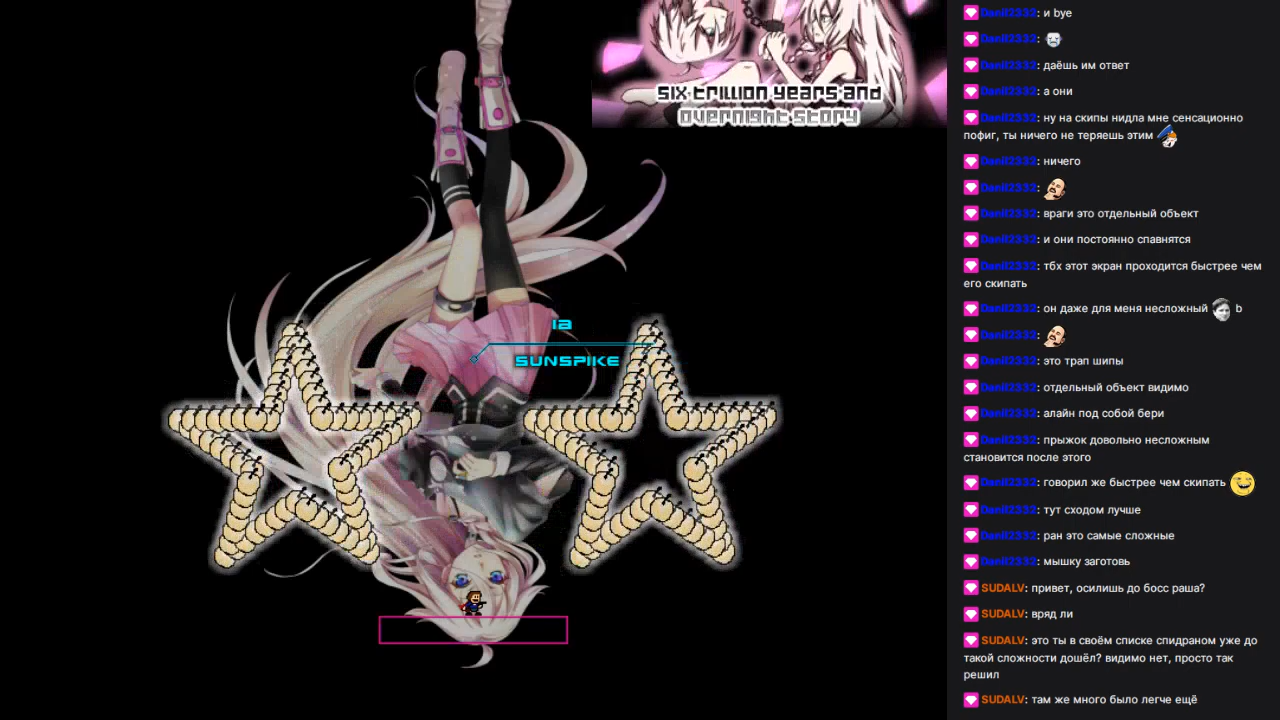 six trillion years and
overnight story
IA
SUNSPIKE
Danil2332: и bye
Danil2332:
Danil2332: даёшь им ответ
Danil2332: а они
Danil2332: ну на скипы нидла мне сенсационно
пофиг, ты ничего не теряешь этим
Danil2332: ничего
Danil2332:
Danil2332: враги это отдельный объект
Danil2332: и они постоянно спавнятся
Danil2332: тбх этот экран проходится быстрее чем
его скипать
Danil2332: он даже для меня несложный b
Danil2332:
Danil2332: это трап шипы
Danil2332: отдельный объект видимо
Danil2332: алайн под собой бери
Danil2332: прыжок довольно несложным
становится после этого
Danil2332: говорил же быстрее чем скипать
Danil2332: тут сходом лучше
Danil2332: ран это самые сложные
Danil2332: мышку заготовь
SUDALV: привет, осилишь до босс раша?
SUDALV: вряд ли
SUDALV: это ты в своём списке спидраном уже до
такой сложности дошёл? видимо нет, просто так
решил
SUDALV: там же много было легче ещё